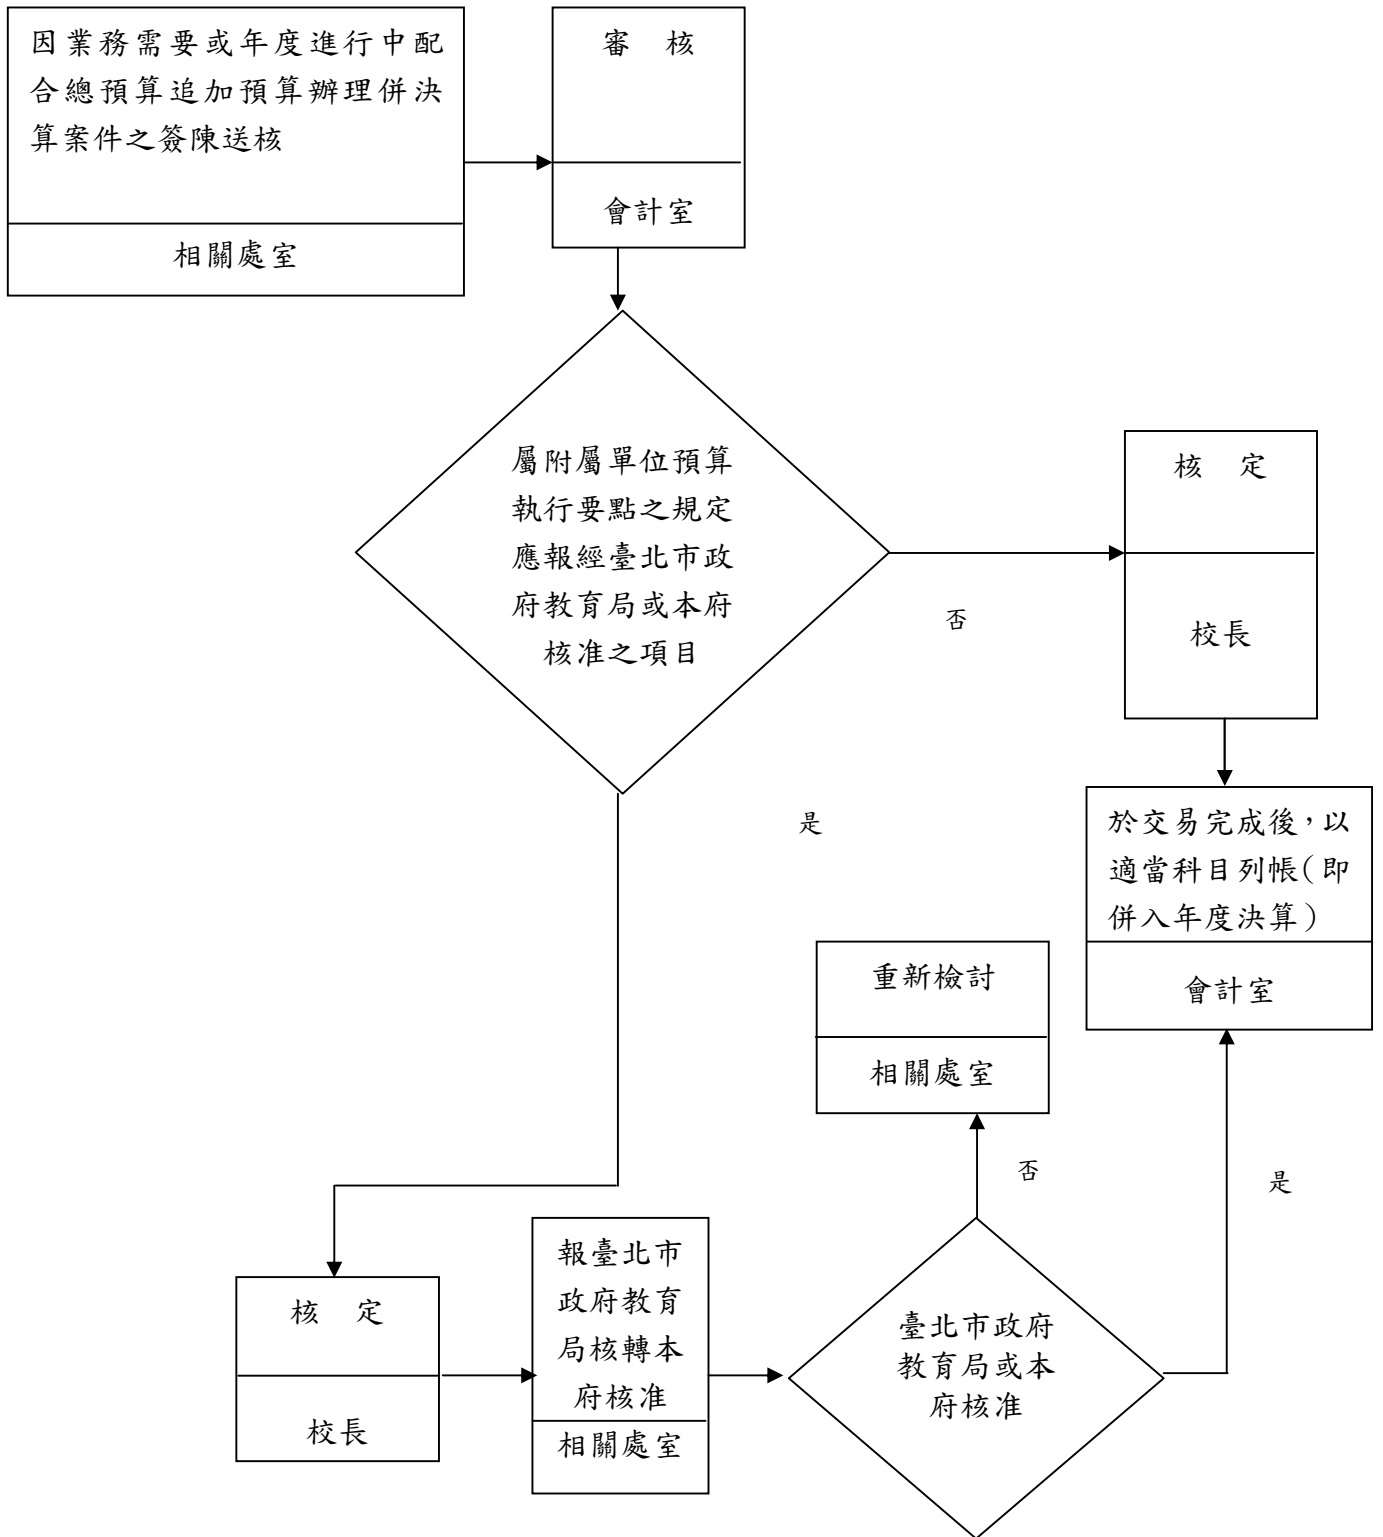 因業務需要或年度進行中配
合總預算追加預算辦理併決
算案件之簽陳送核
相關處室
審　核
會計室
屬附屬單位預算
執行要點之規定
應報經臺北市政
府教育局或本府
核准之項目
否
核　定
校長
是
於交易完成後，以
適當科目列帳（即
併入年度決算）
會計室
重新檢討
相關處室
否
是
核　定
校長
報臺北市
政府教育
局核轉本
府核准
相關處室
臺北市政府
教育局或本
府核准